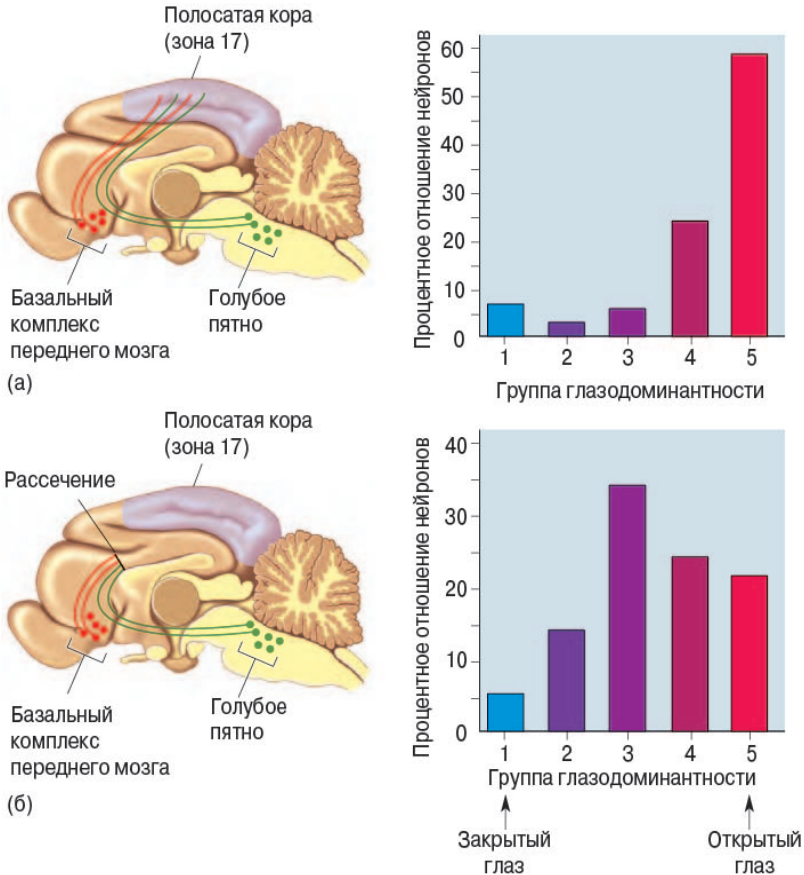 Полосатая кора
(зона 17)
Базальный
комплекс
переднего мозга
Голубое
пятно
(а)
Процентное отношение нейронов
60
50
40
30
20
10
0
1 2 3 4 5
Группа глазодоминантности
Полосатая кора
(зона 17)
Рассечение
Базальный
комплекс
переднего мозга
Голубое
пятно
(б)
Процентное отношение нейронов
40
30
20
10
0
1 2 3 4 5
Группа глазодоминантности
Закрытый
глаз
Открытый
глаз